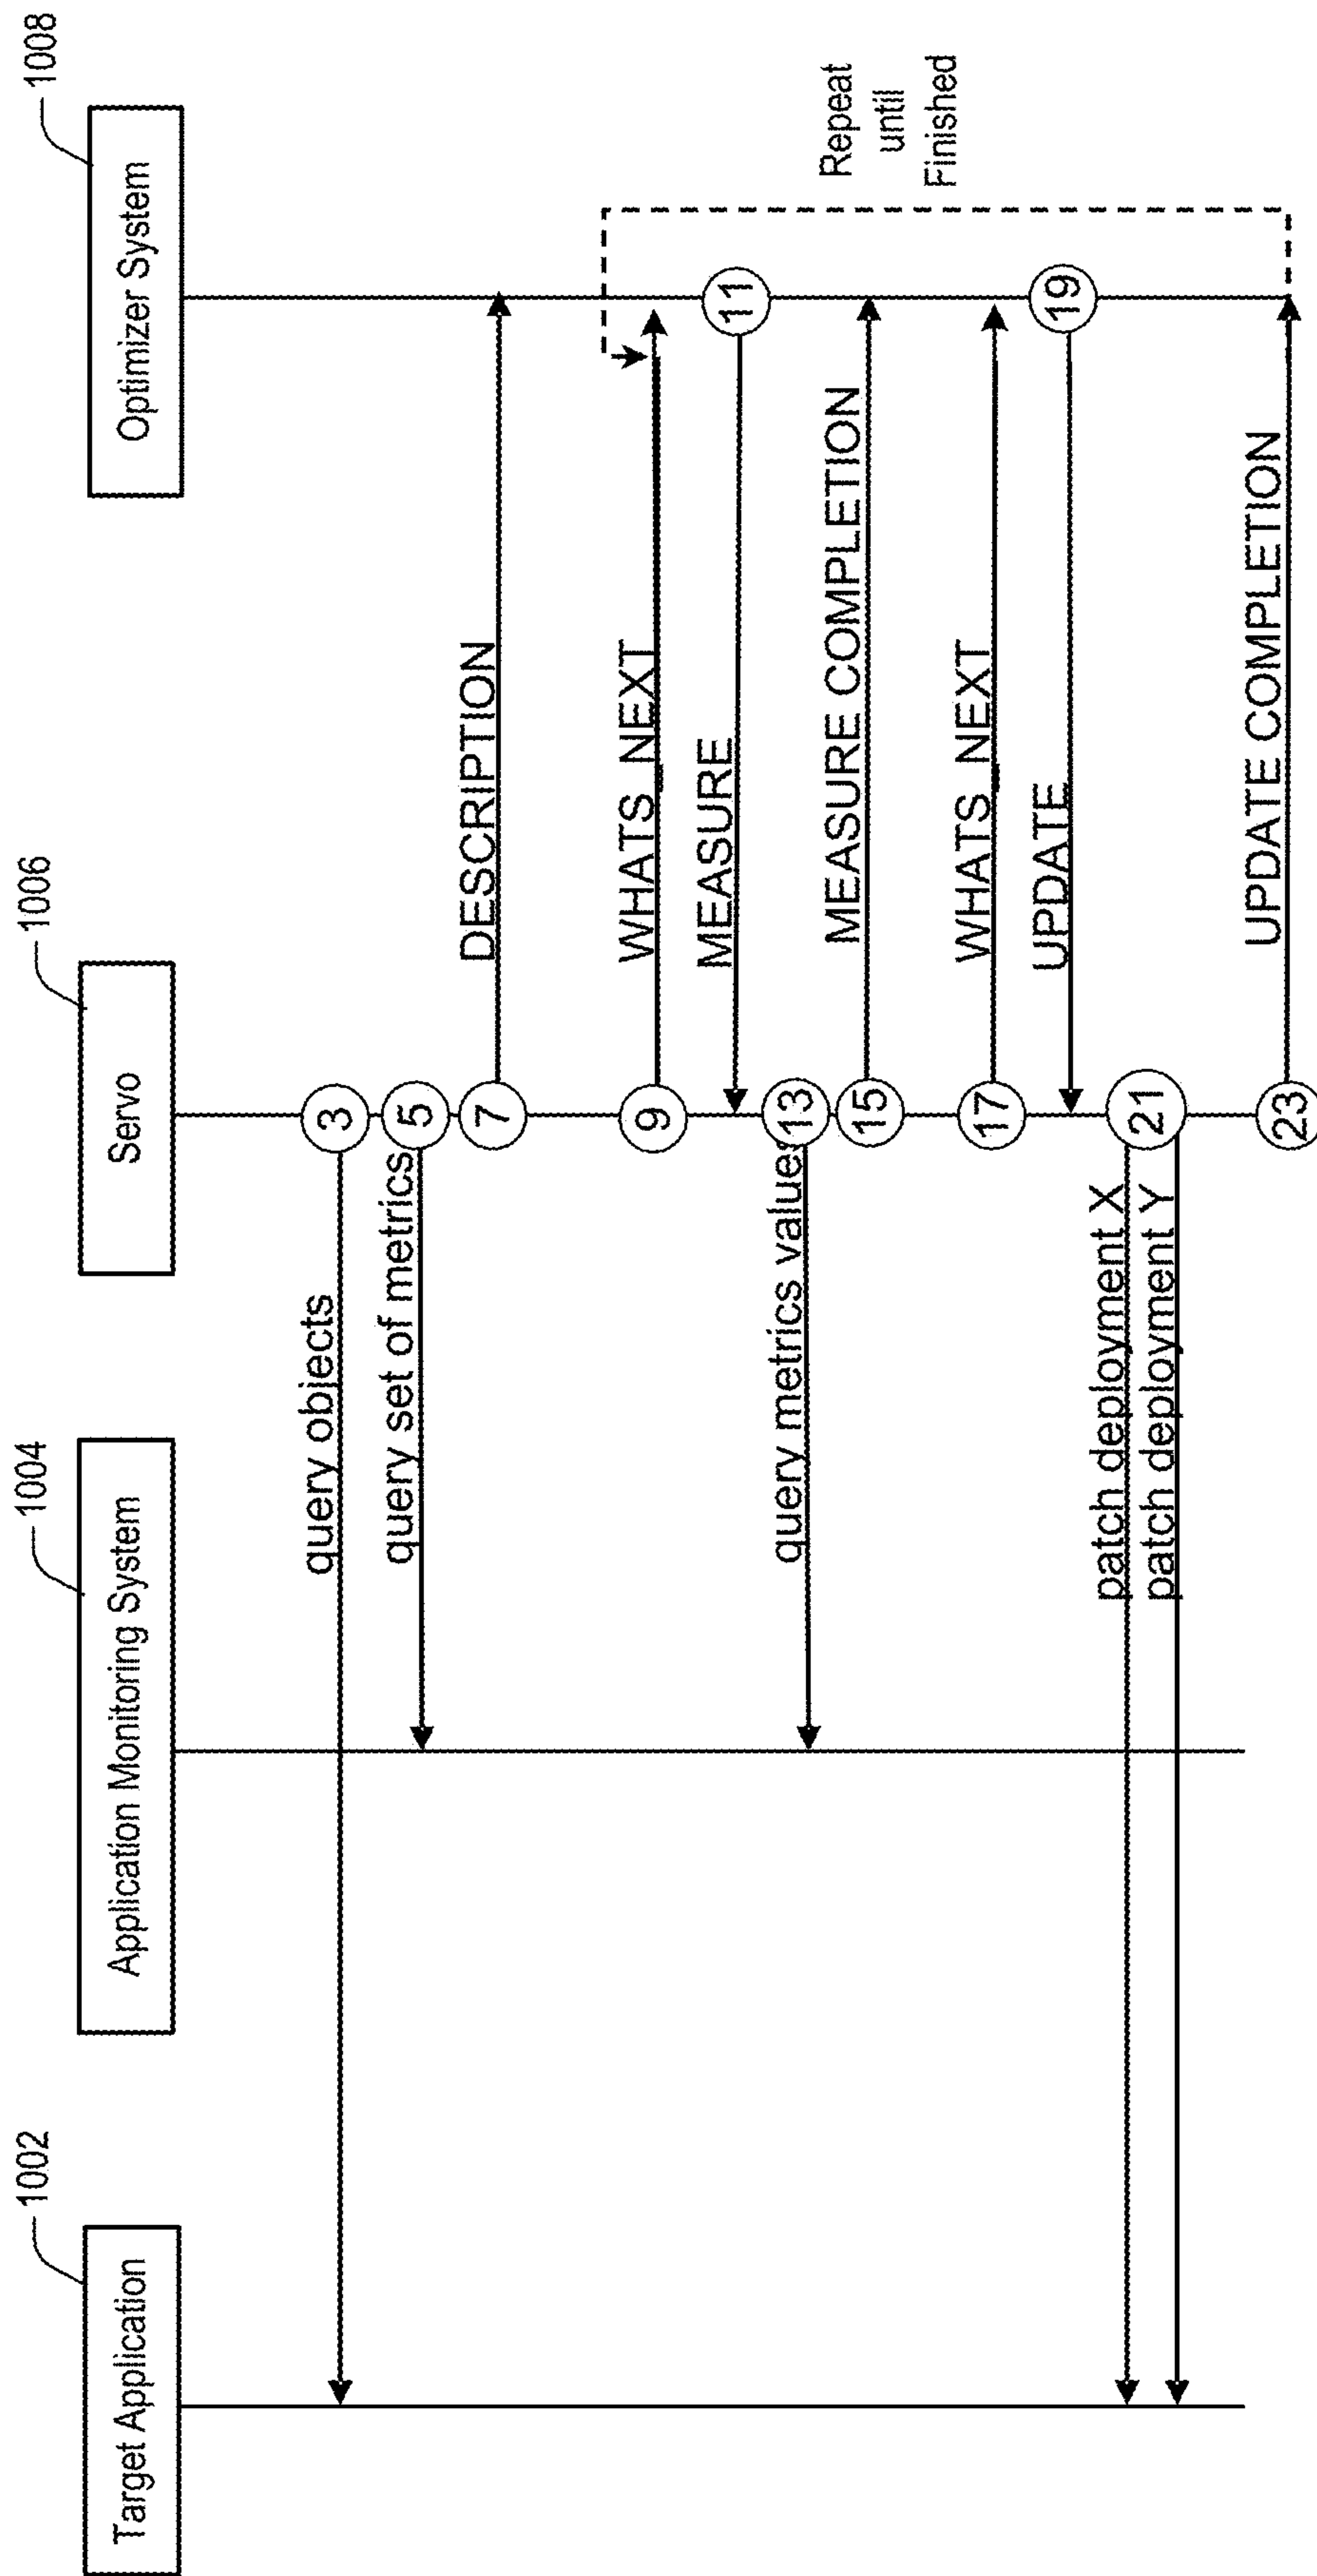 1002
1004
1006
1008
Target Application
Application Monitoring System
Servo
Optimizer System
3
query objects
5
query set of metrics
7
DESCRIPTION
9
WHATS_NEXT
11
MEASURE
13
query metrics values
15
MEASURE COMPLETION
17
WHATS_NEXT
19
UPDATE
21
patch deployment X
patch deployment Y
23
UPDATE COMPLETION
Repeat
until
Finished